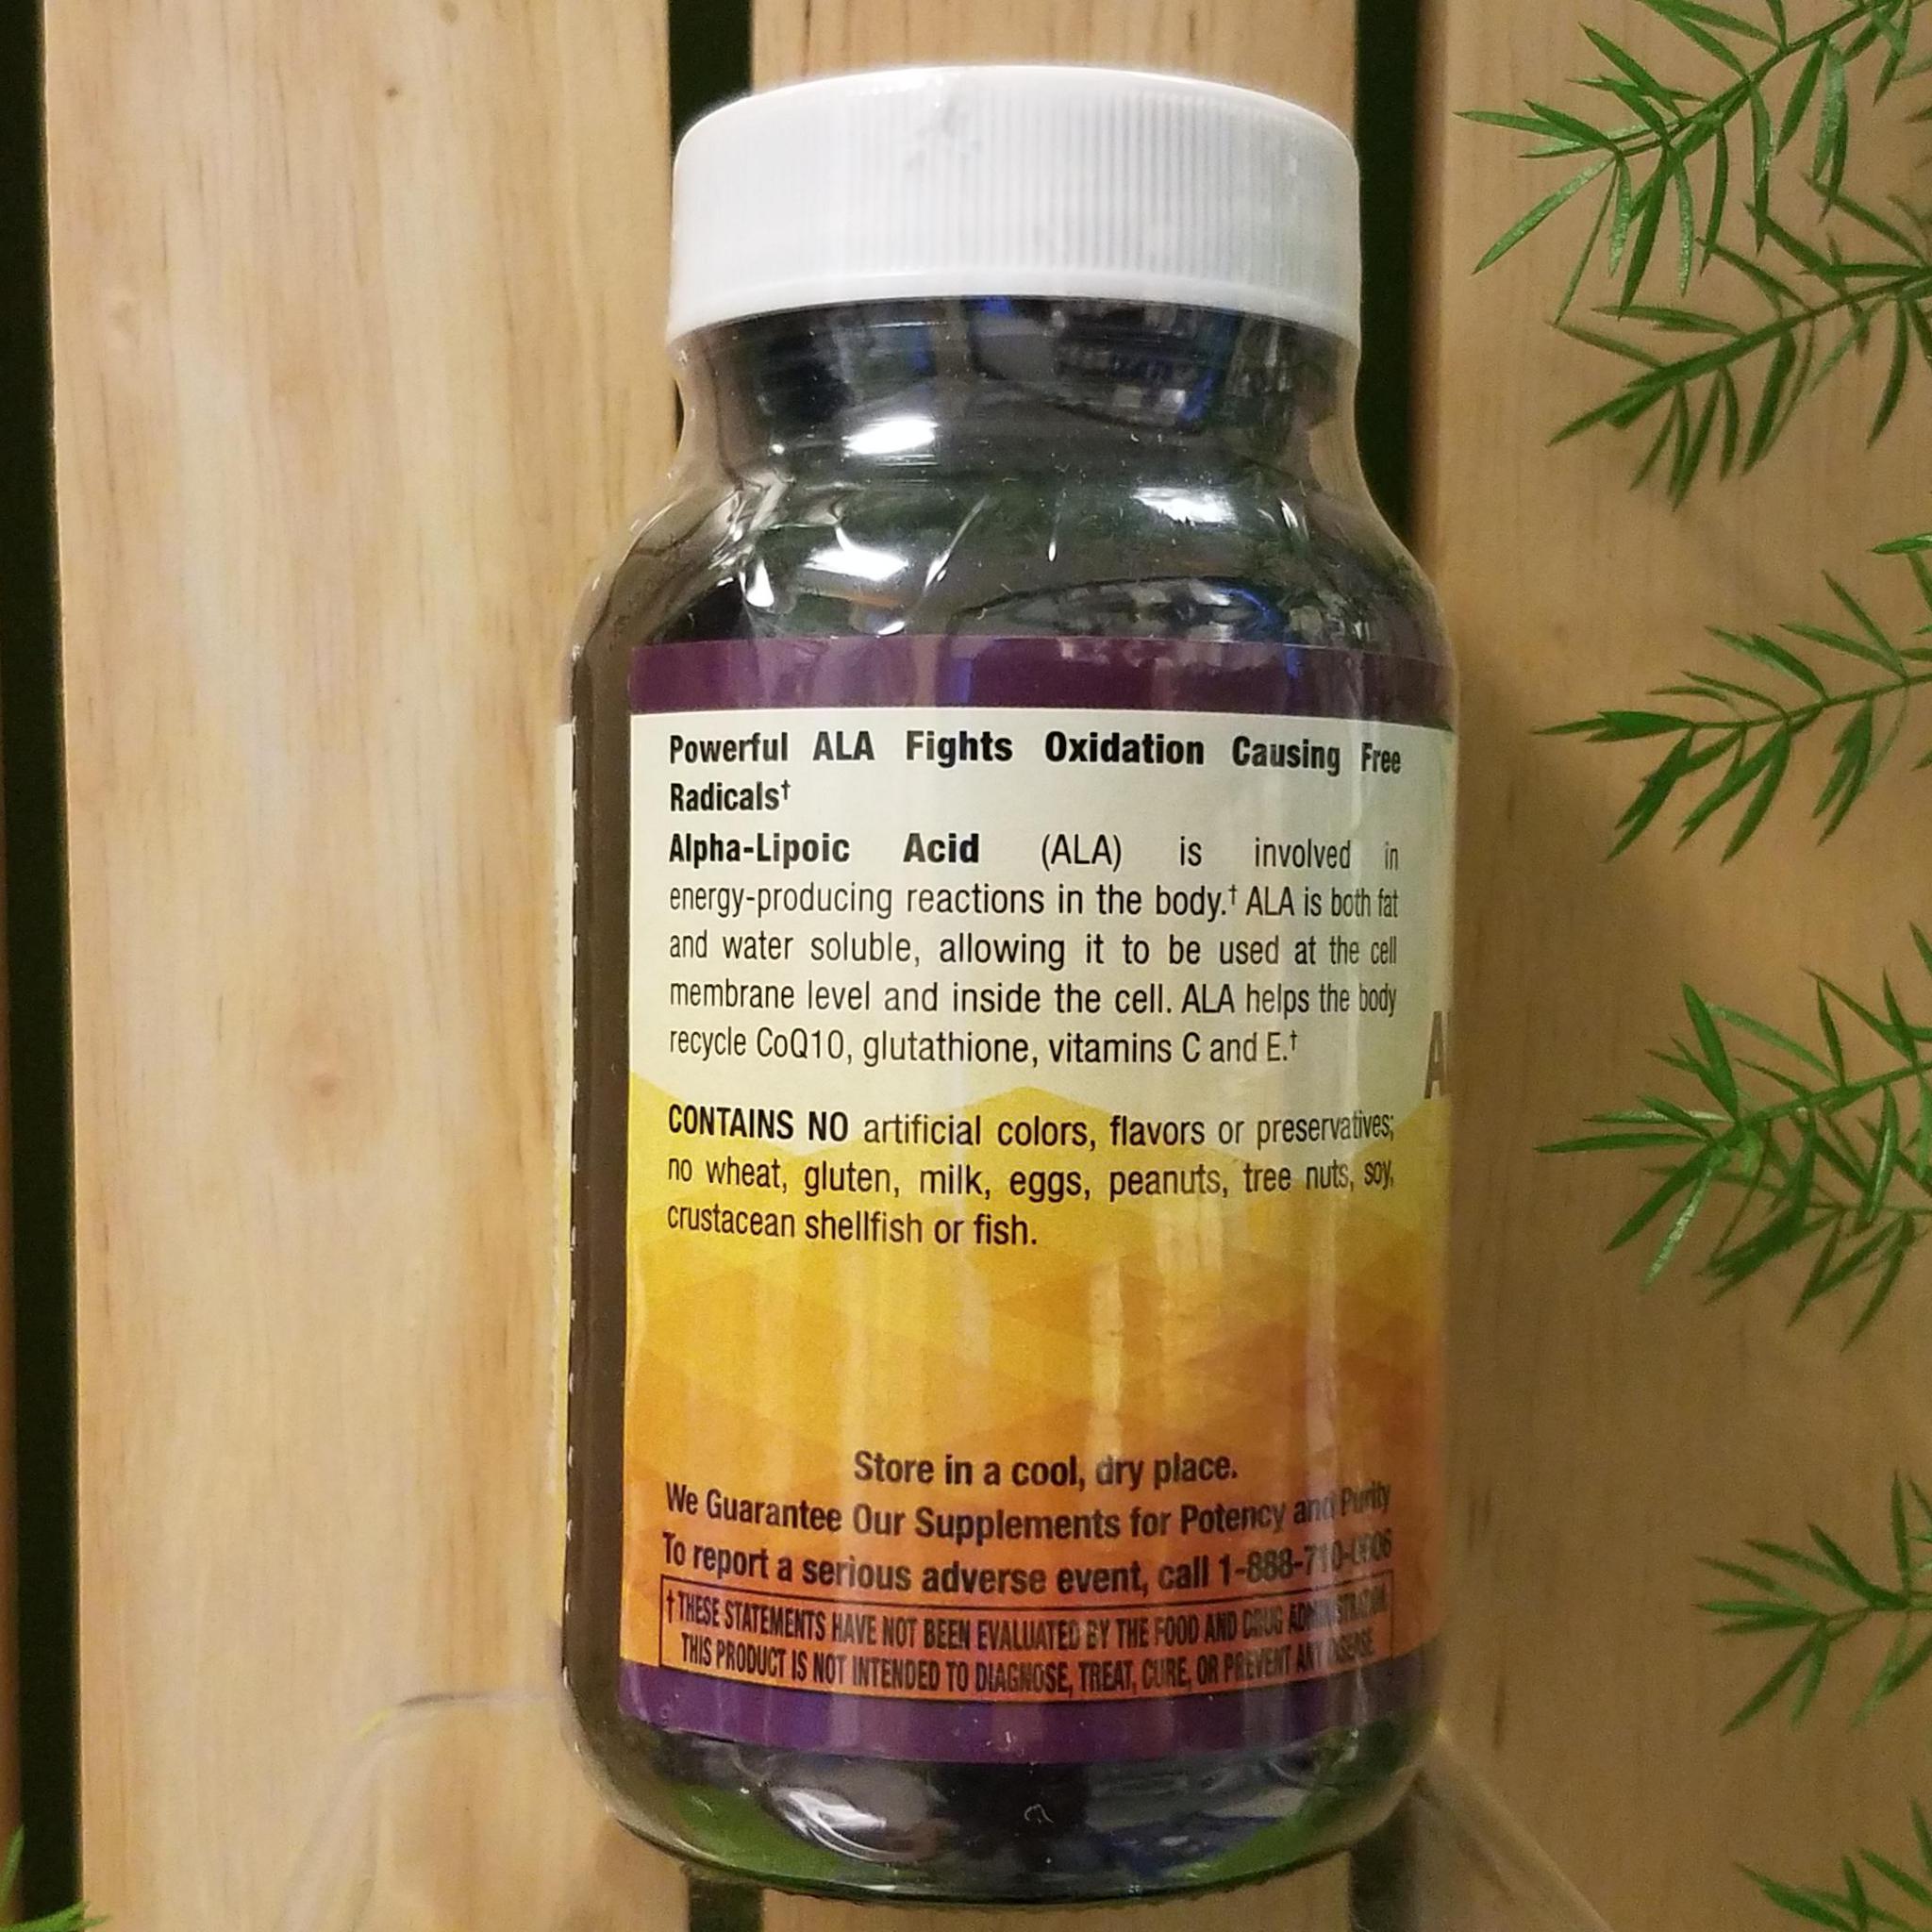 Powerful ALA Fights Oxidation Causing Free
Radicals†
Alpha-Lipoic Acid (ALA) is involved in
energy-producing reactions in the body.† ALA is both fat
and water soluble, allowing it to be used at the cell
membrane level and inside the cell. ALA helps the body
recycle CoQ10, glutathione, vitamins C and E.†
CONTAINS NO artificial colors, flavors or preservatives;
no wheat, gluten, milk, eggs, peanuts, tree nuts, soy,
crustacean shellfish or fish.
Store in a cool, dry place.
We Guarantee Our Supplements for Potency and Purity
To report a serious adverse event, call 1-888-710-
† THESE STATEMENTS HAVE NOT BEEN EVALUATED BY THE FOOD AND DRUG ADMINISTRATION.
THIS PRODUCT IS NOT INTENDED TO DIAGNOSE, TREAT, CURE, OR PREVENT ANY DISEASE.